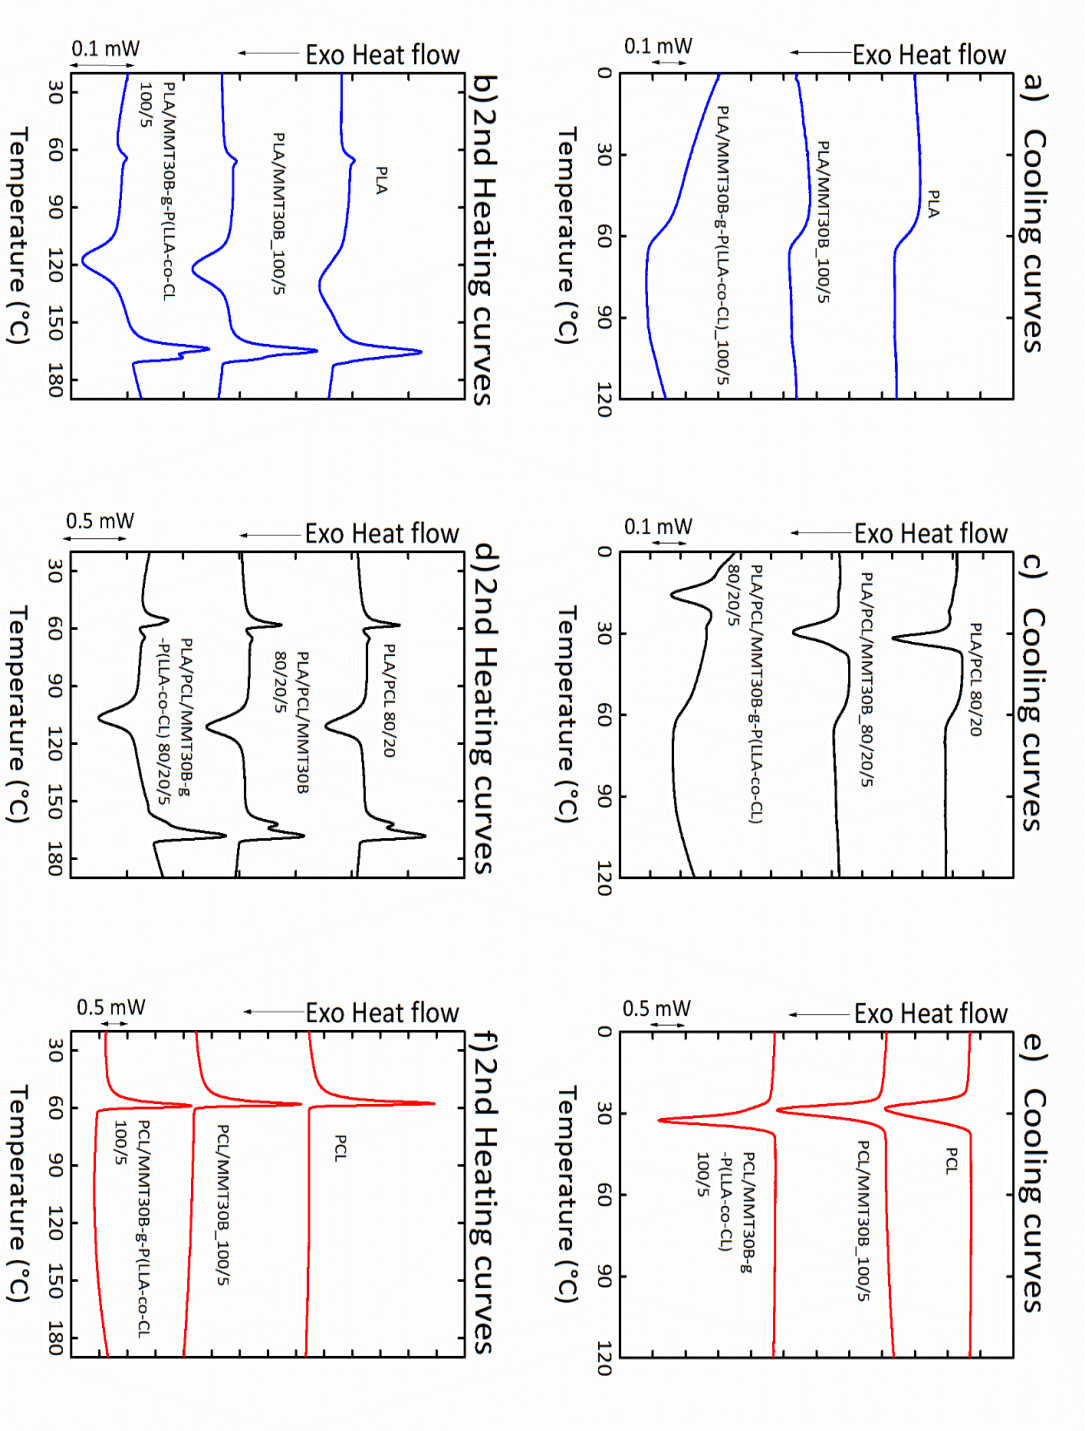 a) Cooling curves
Exo Heat flow
0.1 mW
PLA
PLA/MMT30B_100/5
PLA/MMT30B-g-P(LLA-co-CL)_100/5
0 30 60 90 120
Temperature (°C)
c) Cooling curves
Exo Heat flow
0.1 mW
PLA/PCL 80/20
PLA/PCL/MMT30B_80/20/5
PLA/PCL/MMT30B-g-P(LLA-co-CL)
80/20/5
0 30 60 90 120
Temperature (°C)
e) Cooling curves
Exo Heat flow
0.5 mW
PCL
PCL/MMT30B_100/5
PCL/MMT30B-g
-P(LLA-co-CL)
100/5
0 30 60 90 120
Temperature (°C)
b) 2nd Heating curves
Exo Heat flow
0.1 mW
PLA
PLA/MMT30B_100/5
PLA/MMT30B-g-P(LLA-co-CL
100/5
30 60 90 120 150 180
Temperature (°C)
d) 2nd Heating curves
Exo Heat flow
0.5 mW
PLA/PCL 80/20
PLA/PCL/MMT30B
80/20/5
PLA/PCL/MMT30B-g
-P(LLA-co-CL) 80/20/5
30 60 90 120 150 180
Temperature (°C)
f) 2nd Heating curves
Exo Heat flow
0.5 mW
PCL
PCL/MMT30B_100/5
PCL/MMT30B-g-P(LLA-co-CL
100/5
30 60 90 120 150 180
Temperature (°C)